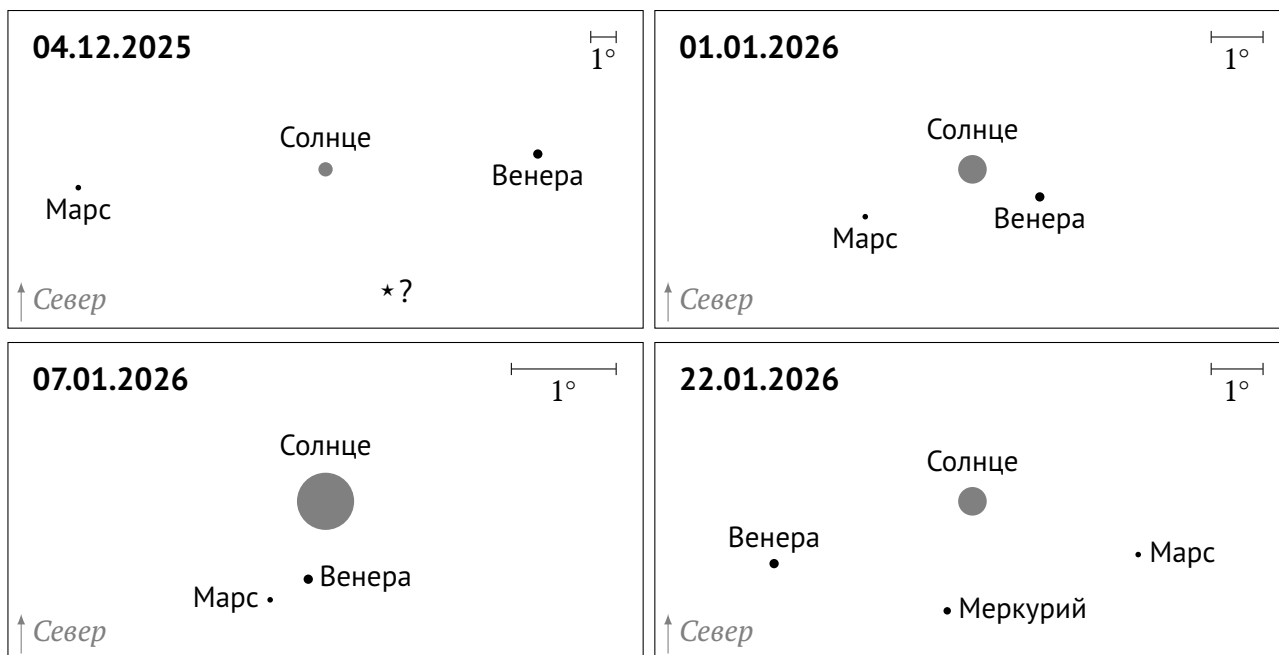 04.12.2025
1°
Солнце
Венера
Марс
?
Север
01.01.2026
1°
Солнце
Венера
Марс
Север
07.01.2026
1°
Солнце
Венера
Марс
Север
22.01.2026
1°
Солнце
Венера
Марс
Меркурий
Север